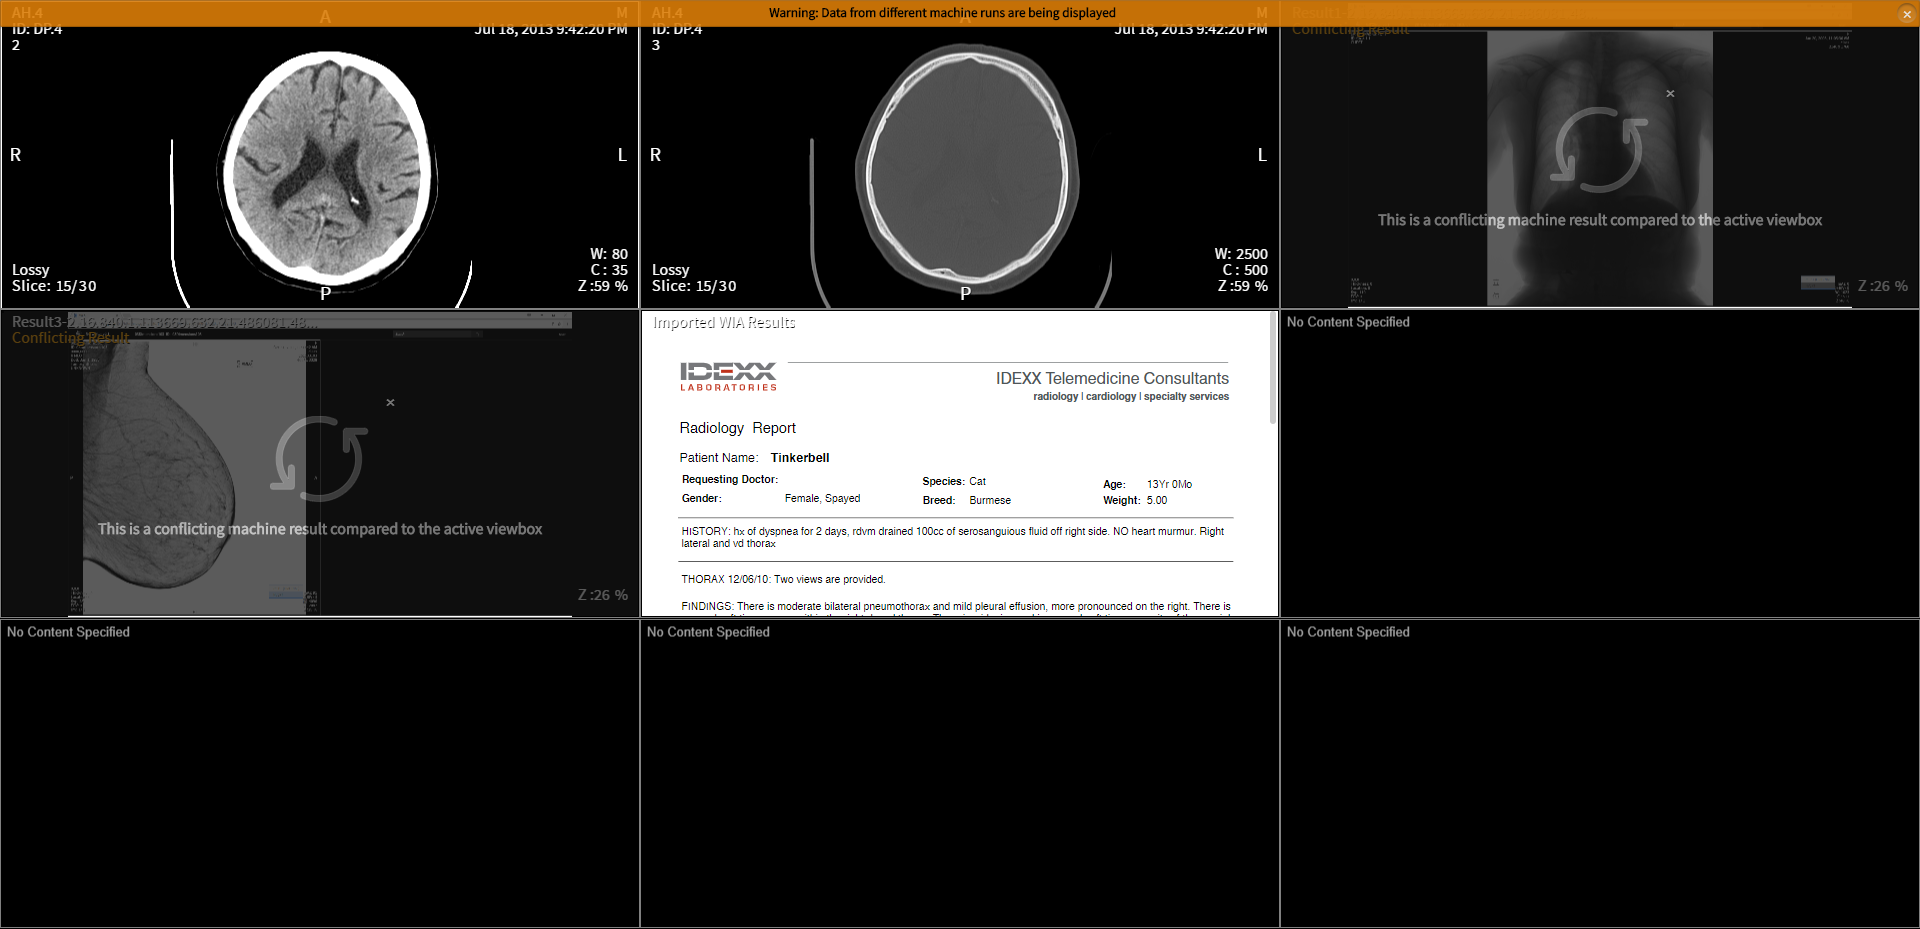 Warning: Data from different machine runs are being displayed
AH.4
A
M
ID: DP.4
Jul 18, 2013 9:42:20 PM
2
R
L
W: 80
Lossy
C : 35
Slice: 15/30
Z :59 %
P
AH.4
A
M
ID: DP.4
Jul 18, 2013 9:42:20 PM
3
R
L
W: 2500
Lossy
C : 500
Slice: 15/30
Z :59 %
P
Conflicting Result
This is a conflicting machine result compared to the active viewbox
Z :26 %
Result3-2.16.840.1.113669.632.21.486081.48...
Conflicting Result
This is a conflicting machine result compared to the active viewbox
Z :26 %
Imported WIA Results
IDEXX
LABORATORIES
IDEXX Telemedicine Consultants
radiology | cardiology | specialty services
Radiology Report
Patient Name: Tinkerbell
Requesting Doctor:
Species: Cat
Age: 13Yr 0Mo
Gender: Female, Spayed
Breed: Burmese
Weight: 5.00
HISTORY: hx of dyspnea for 2 days, rdvm drained 100cc of serosanguious fluid off right side. NO heart murmur. Right
lateral and vd thorax
THORAX 12/06/10: Two views are provided.
FINDINGS: There is moderate bilateral pneumothorax and mild pleural effusion, more pronounced on the right. There is
No Content Specified
No Content Specified
No Content Specified
No Content Specified